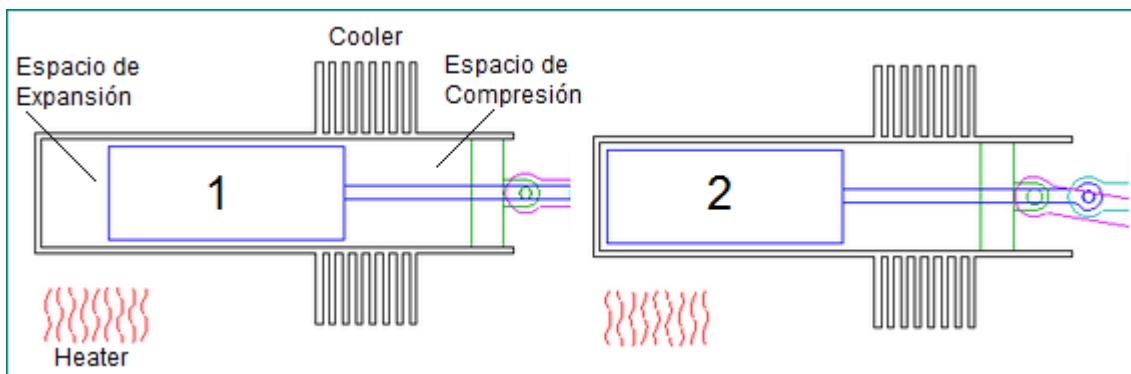 Cooler
Espacio de
Expansión
Espacio de
Compresión
1
2
Heater